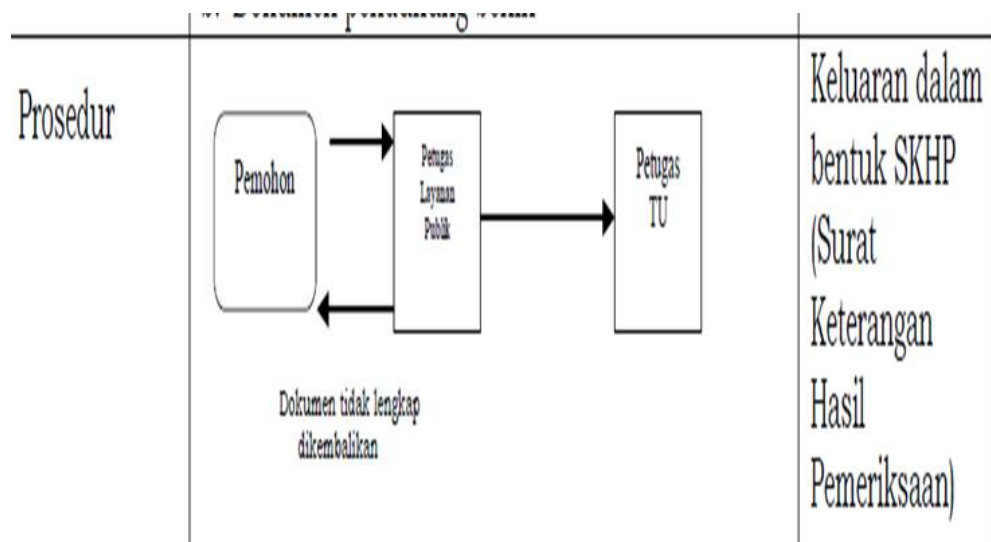 Prosedur
Pemohon
Petugas
Layanan
Publik
Petugas
TU
Dokumen tidak lengkap
dikembalikan
Keluaran dalam
bentuk SKHP
(Surat
Keterangan
Hasil
Pemeriksaan)